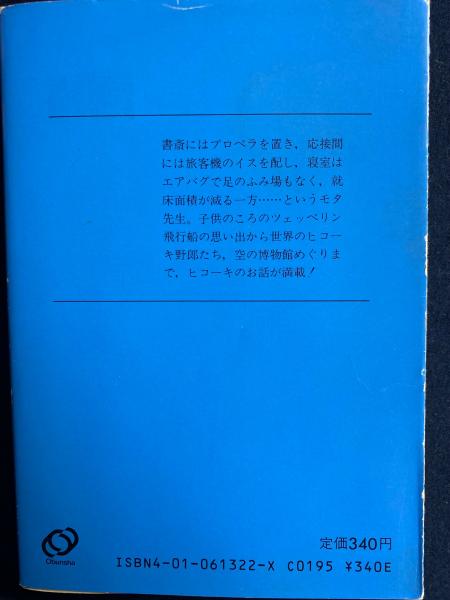 書斎にはプロペラを置き，応接間
には旅客機のイスを配し，寝室は
エアバグで足のふみ場もなく，就
床面積が減る一方……というモタ
先生。子供のころのツェッペリン
飛行船の思い出から世界のヒコー
キ野郎たち，空の博物館めぐりま
で，ヒコーキのお話が満載！
Obunsha
定価340円
ISBN4-01-061322-X C0195 ¥340E